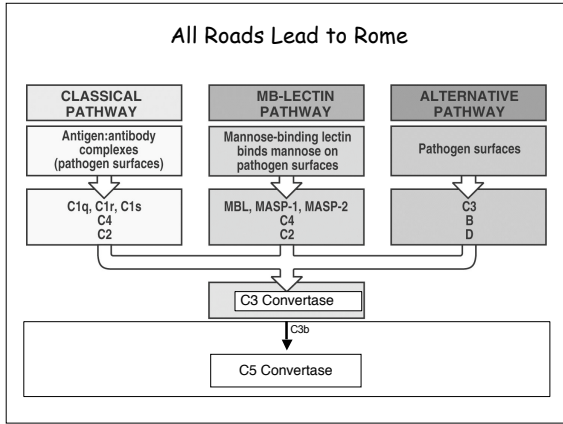 All Roads Lead to Rome
CLASSICAL
PATHWAY
Antigen:antibody
complexes
(pathogen surfaces)
C1q, C1r, C1s
C4
C2
MB-LECTIN
PATHWAY
Mannose-binding lectin
binds mannose on
pathogen surfaces
MBL, MASP-1, MASP-2
C4
C2
ALTERNATIVE
PATHWAY
Pathogen surfaces
C3
B
D
C3 Convertase
C3b
C5 Convertase